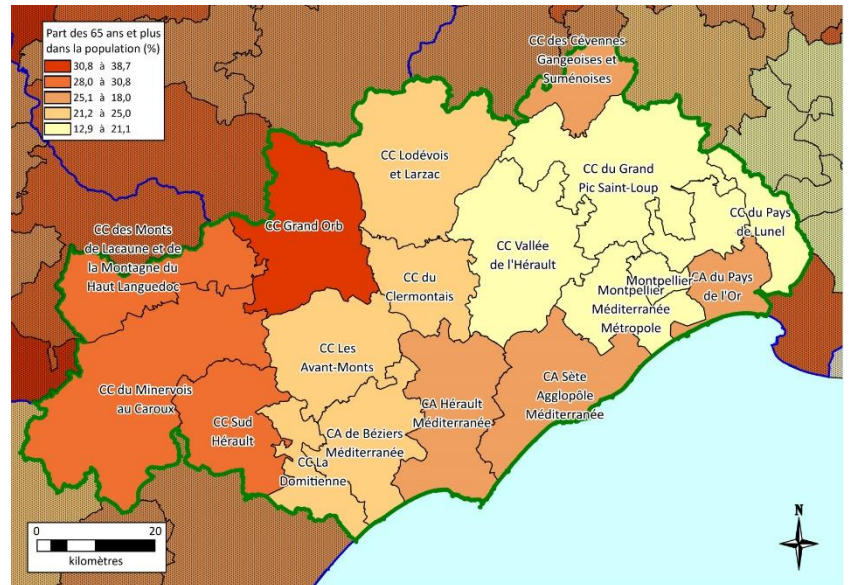 Part des 65 ans et plus
dans la population (%)
30,8 à 38,7
28,0 à 30,8
25,1 à 18,0
21,2 à 25,0
12,9 à 21,1
CC des Cévennes
Gangeoises et
Suménoises
CC Lodévois
et Larzac
CC du Grand
Pic Saint-Loup
CC Grand Orb
CC des Monts
de Lacaune et de
la Montagne du
Haut Languedoc
CC du Pays
de Lunel
CC Vallée
de l'Hérault
CC du
Clermontais
Montpellier
CA du Pays
de l'Or
Montpellier
Méditerranée
Métropole
CC Les
Avant-Monts
CC du Minervois
au Caroux
CA Sète
Agglopôle
Méditerranée
CA Hérault
Méditerranée
CC Sud
Hérault
CA de Béziers
Méditerranée
CC La
Domitienne
0 20
kilomètres
N